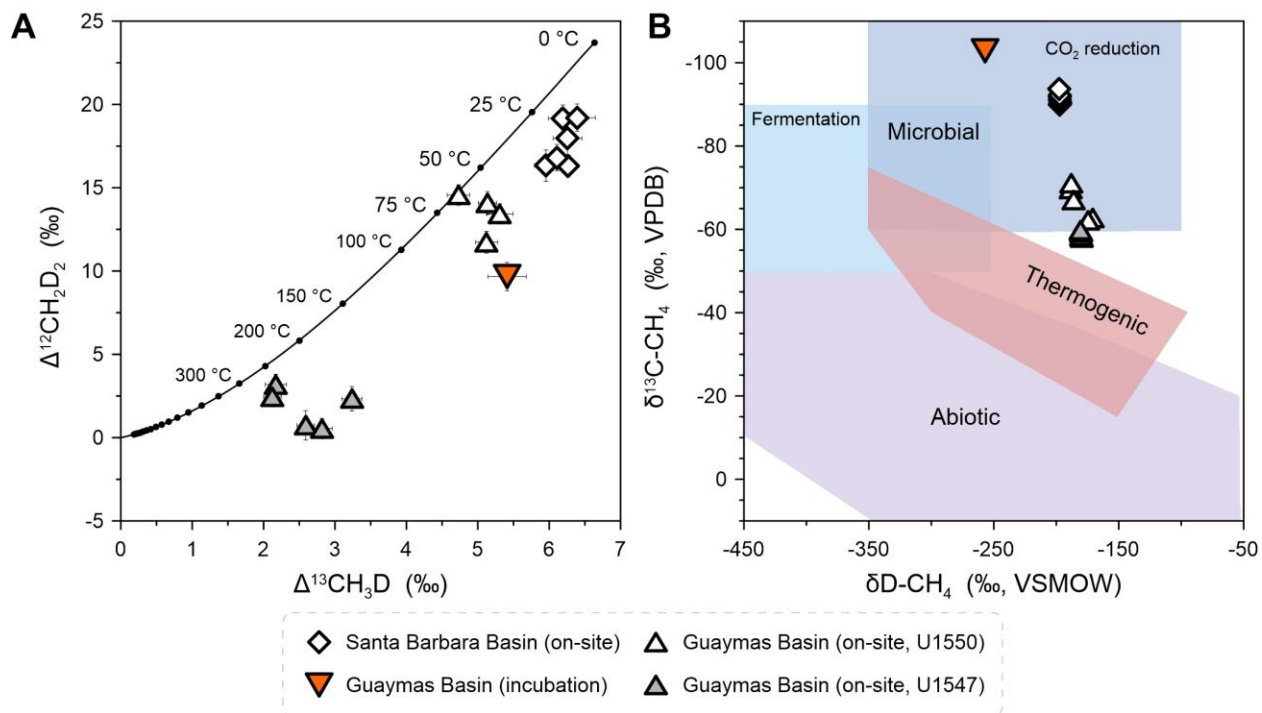 A
25
20
15
10
5
0
-5
0
1
2
3
4
5
6
7
0 °C
25 °C
50 °C
75 °C
100 °C
150 °C
200 °C
300 °C
Δ¹²CH₂D₂ (‰)
Δ¹³CH₃D (‰)
B
-100
-80
-60
-40
-20
0
-450
-350
-250
-150
-50
CO₂ reduction
Fermentation
Microbial
Thermogenic
Abiotic
δ¹³C-CH₄ (‰, VPDB)
δD-CH₄ (‰, VSMOW)
Santa Barbara Basin (on-site)
Guaymas Basin (on-site, U1550)
Guaymas Basin (incubation)
Guaymas Basin (on-site, U1547)